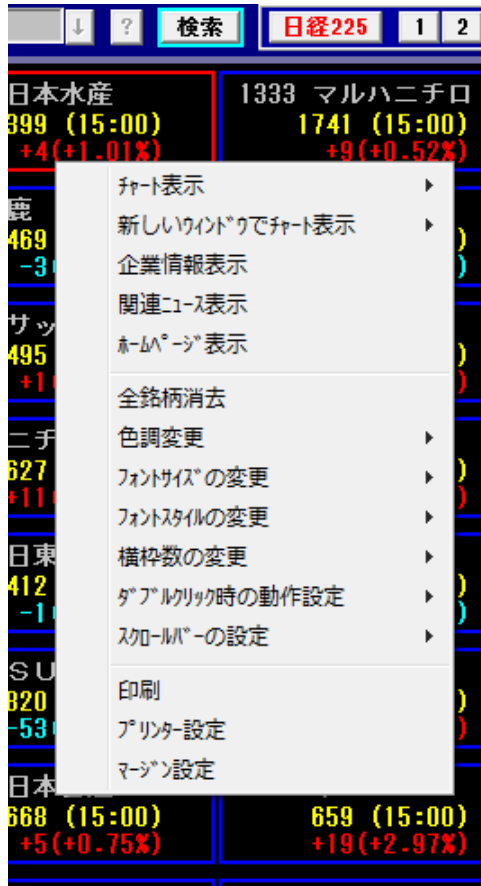 ↓ ? 検索 日経225 1 2
日本水産 1333 マルハニチロ
399 (15:00) 1741 (15:00)
+4(+1.01%) +9(+0.52%)
ﾁｬｰﾄ表示
鹿
新しいｳｨﾝﾄﾞｳでﾁｬｰﾄ表示
469 )
-3( )
企業情報表示
関連ﾆｭｰｽ表示
サッ
ﾎｰﾑﾍﾟｰｼﾞ表示
495 )
+1( )
全銘柄消去
ニチ
色調変更
627 )
ﾌｫﾝﾄｻｲｽﾞの変更
+11( )
ﾌｫﾝﾄｽﾀｲﾙの変更
日東
横枠数の変更
412 )
ﾀﾞﾌﾞﾙｸﾘｯｸ時の動作設定
-1( )
ｽｸﾛｰﾙﾊﾞｰの設定
ＳＵ
印刷
820 )
-53( )
ﾌﾟﾘﾝﾀｰ設定
ﾏｰｼﾞﾝ設定
日本
668 (15:00) 659 (15:00)
+5(+0.75%) +19(+2.97%)